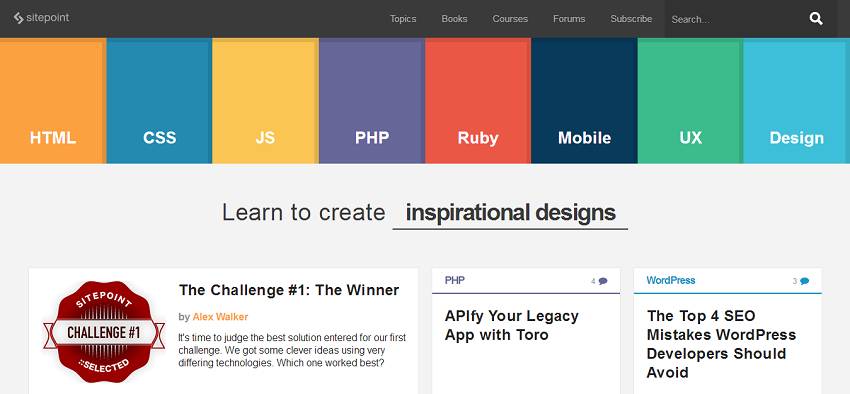 sitepoint
Topics Books Courses Forums Subscribe Search...
HTML CSS JS PHP Ruby Mobile UX Design
Learn to create inspirational designs
SITEPOINT
CHALLENGE #1
::SELECTED
The Challenge #1: The Winner
by Alex Walker
It's time to judge the best solution entered for our first
challenge. We got some clever ideas using very
differing technologies. Which one worked best?
PHP 4
APIfy Your Legacy
App with Toro
WordPress 3
The Top 4 SEO
Mistakes WordPress
Developers Should
Avoid